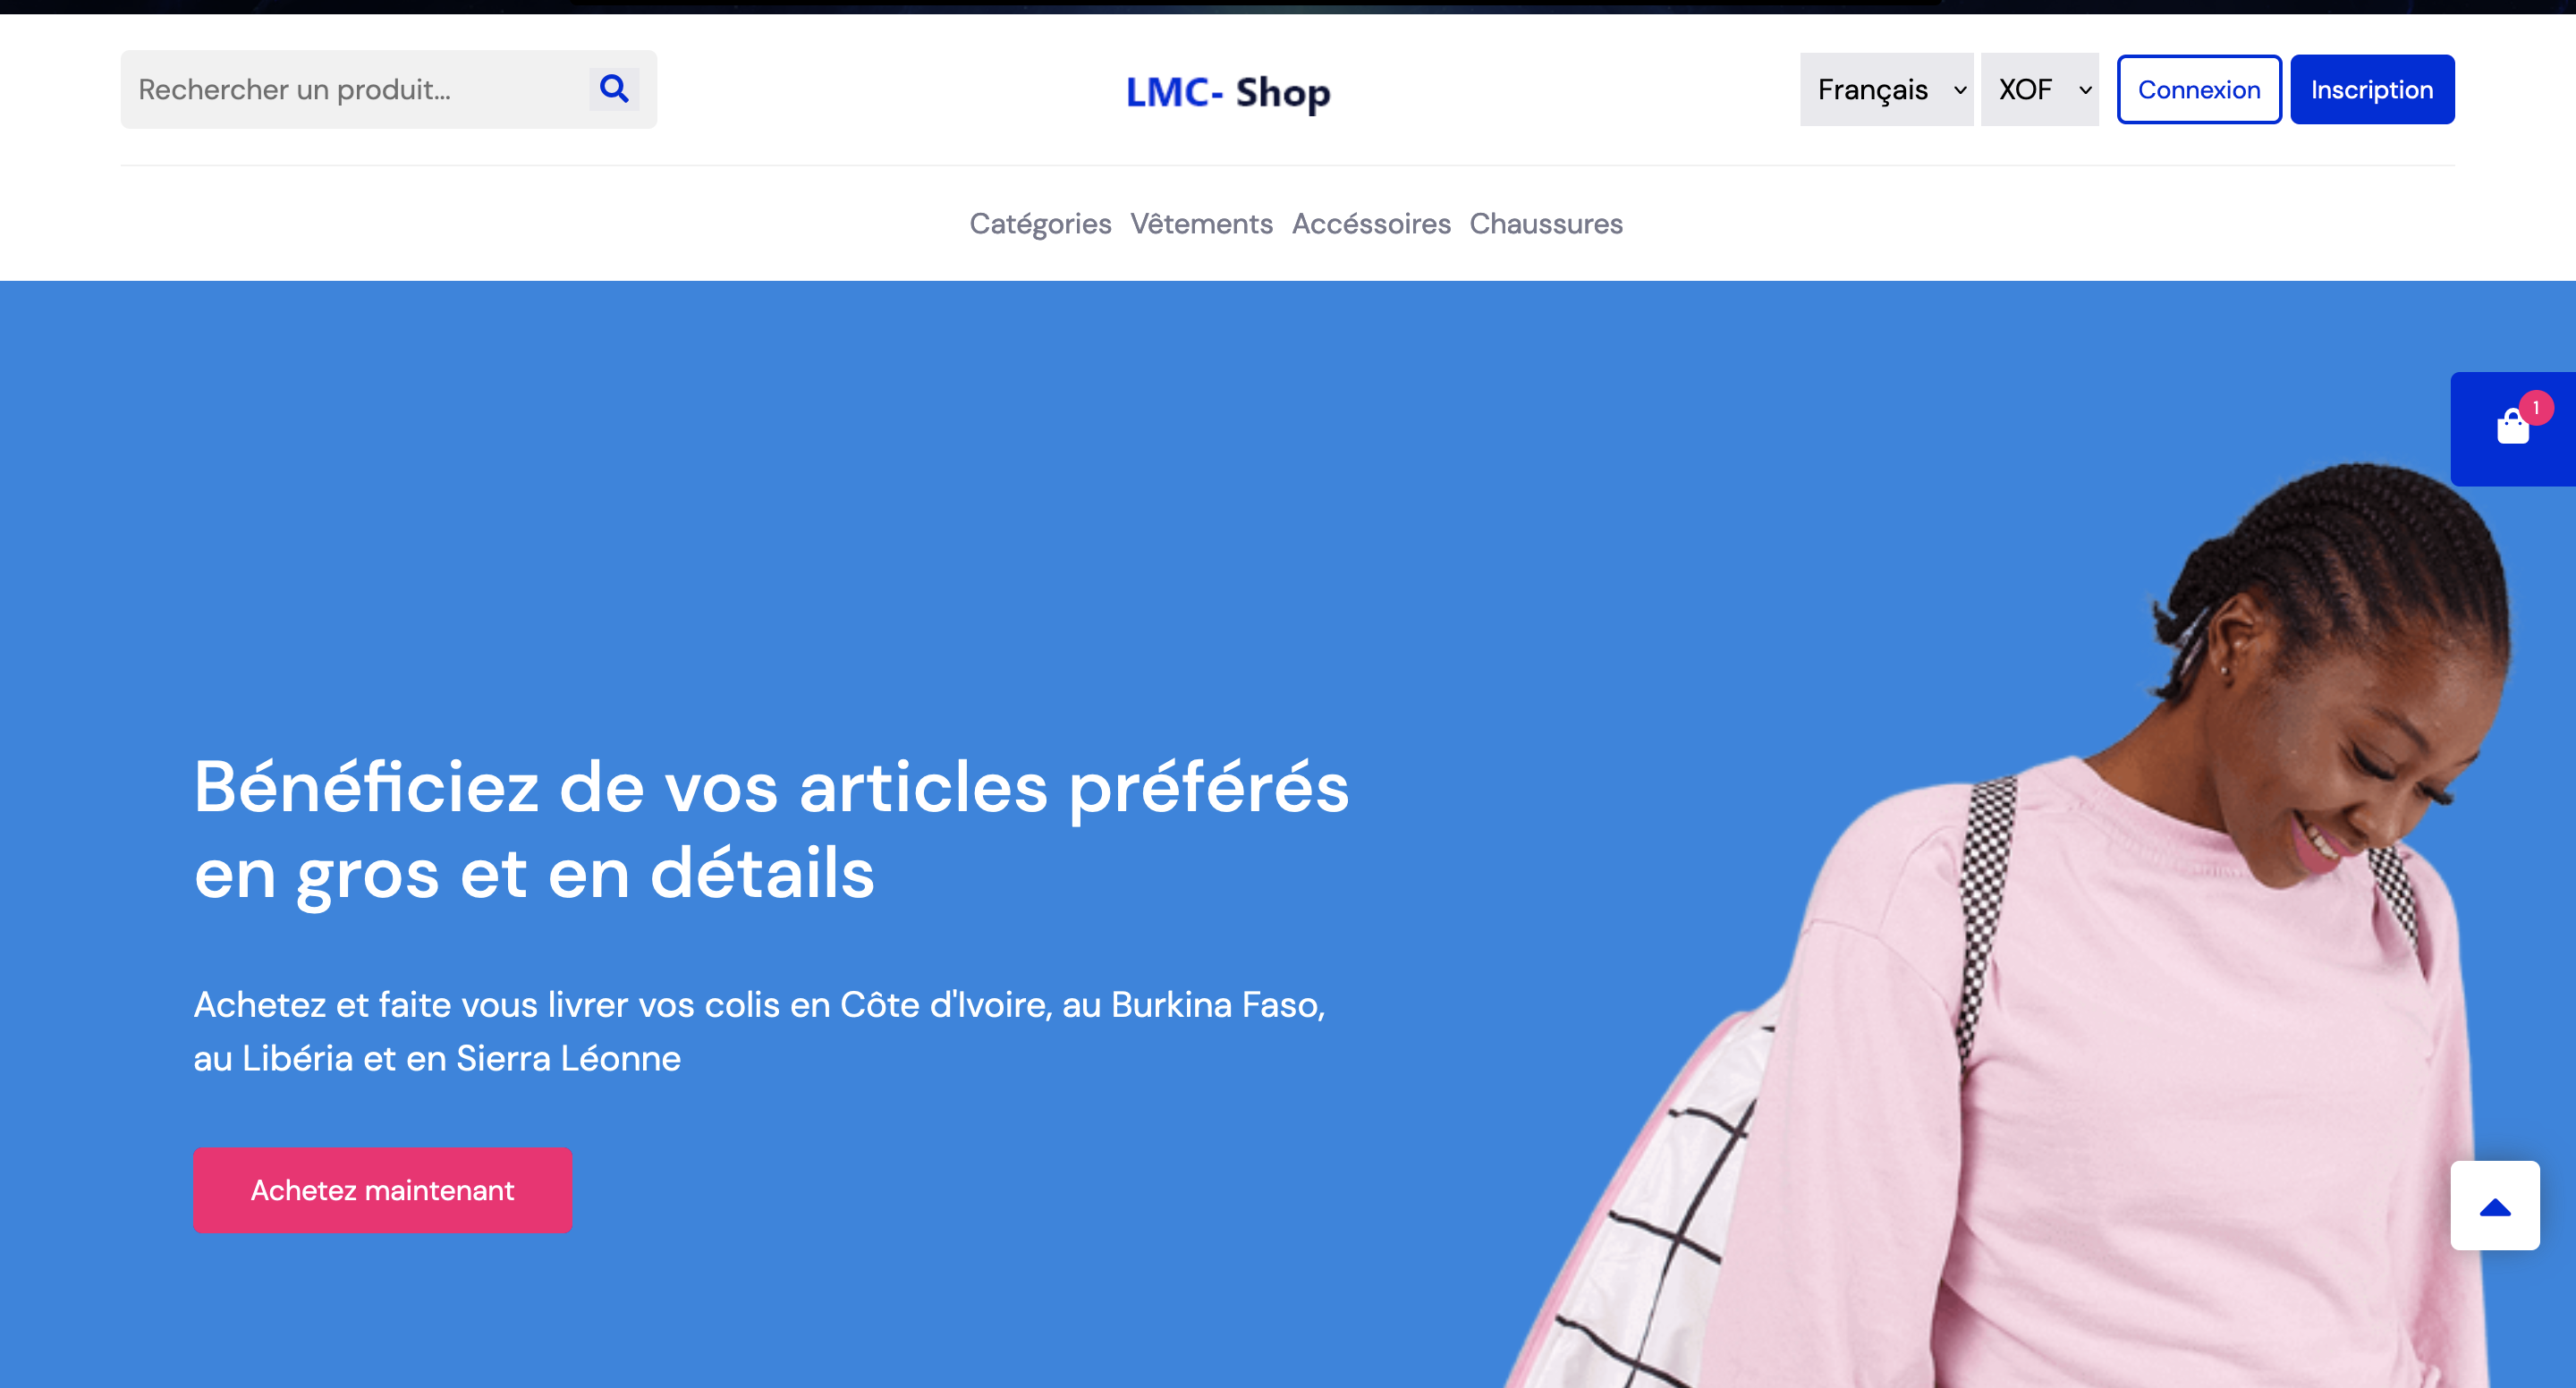 Rechercher un produit...
LMC- Shop
Français
XOF
Connexion
Inscription
Catégories Vêtements Accéssoires Chaussures
1
Bénéficiez de vos articles préférés
en gros et en détails
Achetez et faite vous livrer vos colis en Côte d'Ivoire, au Burkina Faso,
au Libéria et en Sierra Léonne
Achetez maintenant